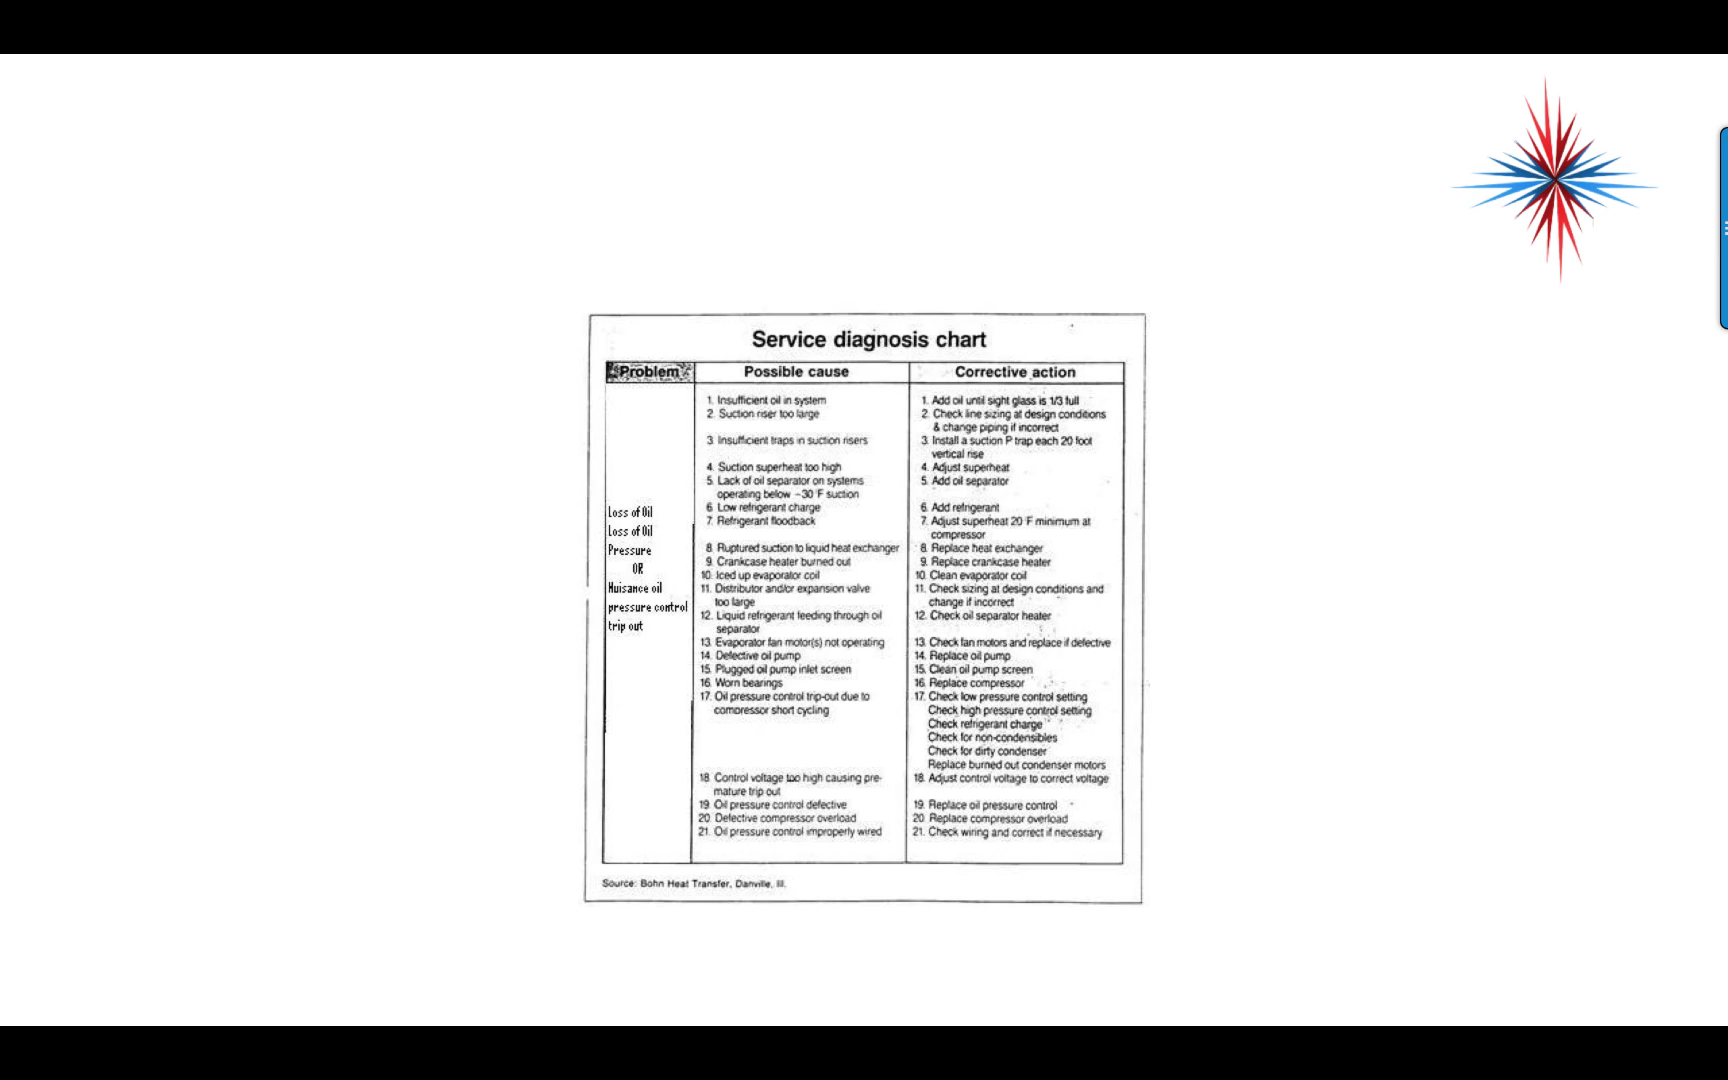 Service diagnosis chart
Problem
Possible cause
Corrective action
Loss of Oil
Loss of Oil
Pressure
OR
Nuisance oil
pressure control
trip out
1. Insufficient oil in system
2. Suction riser too large
3. Insufficient traps in suction risers
4. Suction superheat too high
5. Lack of oil separator on systems
operating below −30°F suction
6. Low refrigerant charge
7. Refrigerant floodback
8. Ruptured suction to liquid heat exchanger
9. Crankcase heater burned out
10. Iced up evaporator coil
11. Distributor and/or expansion valve
too large
12. Liquid refrigerant feeding through oil
separator
13. Evaporator fan motor(s) not operating
14. Defective oil pump
15. Plugged oil pump inlet screen
16. Worn bearings
17. Oil pressure control trip-out due to
compressor short cycling
18. Control voltage too high causing pre-
mature trip out
19. Oil pressure control defective
20. Defective compressor overload
21. Oil pressure control improperly wired
1. Add oil until sight glass is 1/3 full
2. Check line sizing at design conditions
& change piping if incorrect
3. Install a suction P trap each 20 foot
vertical rise
4. Adjust superheat
5. Add oil separator
6. Add refrigerant
7. Adjust superheat 20°F minimum at
compressor
8. Replace heat exchanger
9. Replace crankcase heater
10. Clean evaporator coil
11. Check sizing at design conditions and
change if incorrect
12. Check oil separator heater
13. Check fan motors and replace if defective
14. Replace oil pump
15. Clean oil pump screen
16. Replace compressor
17. Check low pressure control setting
Check high pressure control setting
Check refrigerant charge
Check for non-condensibles
Check for dirty condenser
Replace burned out condenser motors
18. Adjust control voltage to correct voltage
19. Replace oil pressure control
20. Replace compressor overload
21. Check wiring and correct if necessary
Source: Bohn Heat Transfer, Danville, Ill.